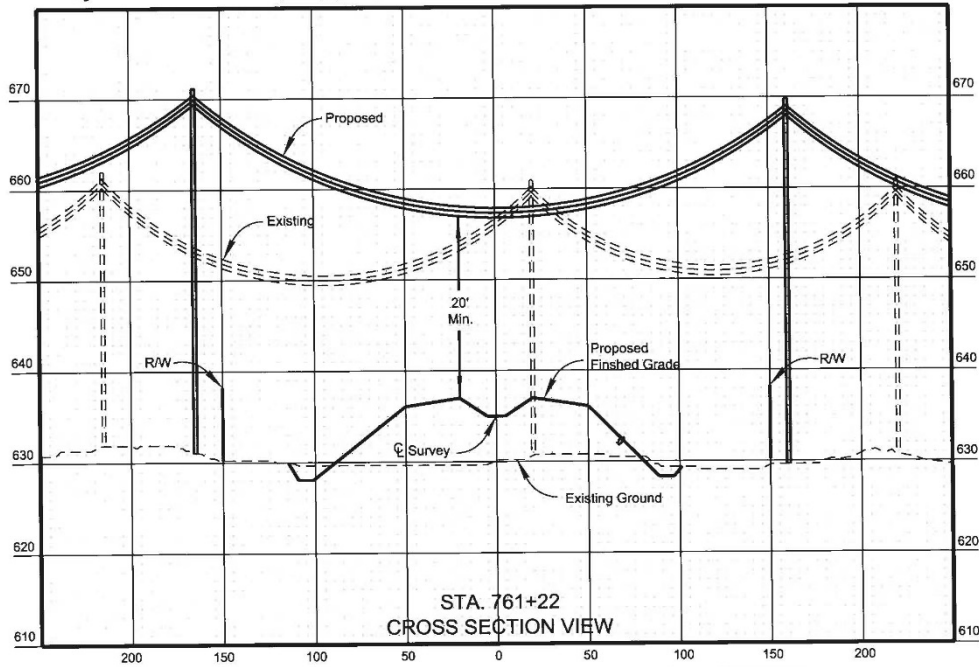 670
670
Proposed
660
660
Existing
650
650
20'
Min.
640
640
R/W
Proposed
Finshed Grade
R/W
℄ Survey
630
630
Existing Ground
620
620
STA. 761+22
CROSS SECTION VIEW
610
610
200 150 100 50 0 50 100 150 200